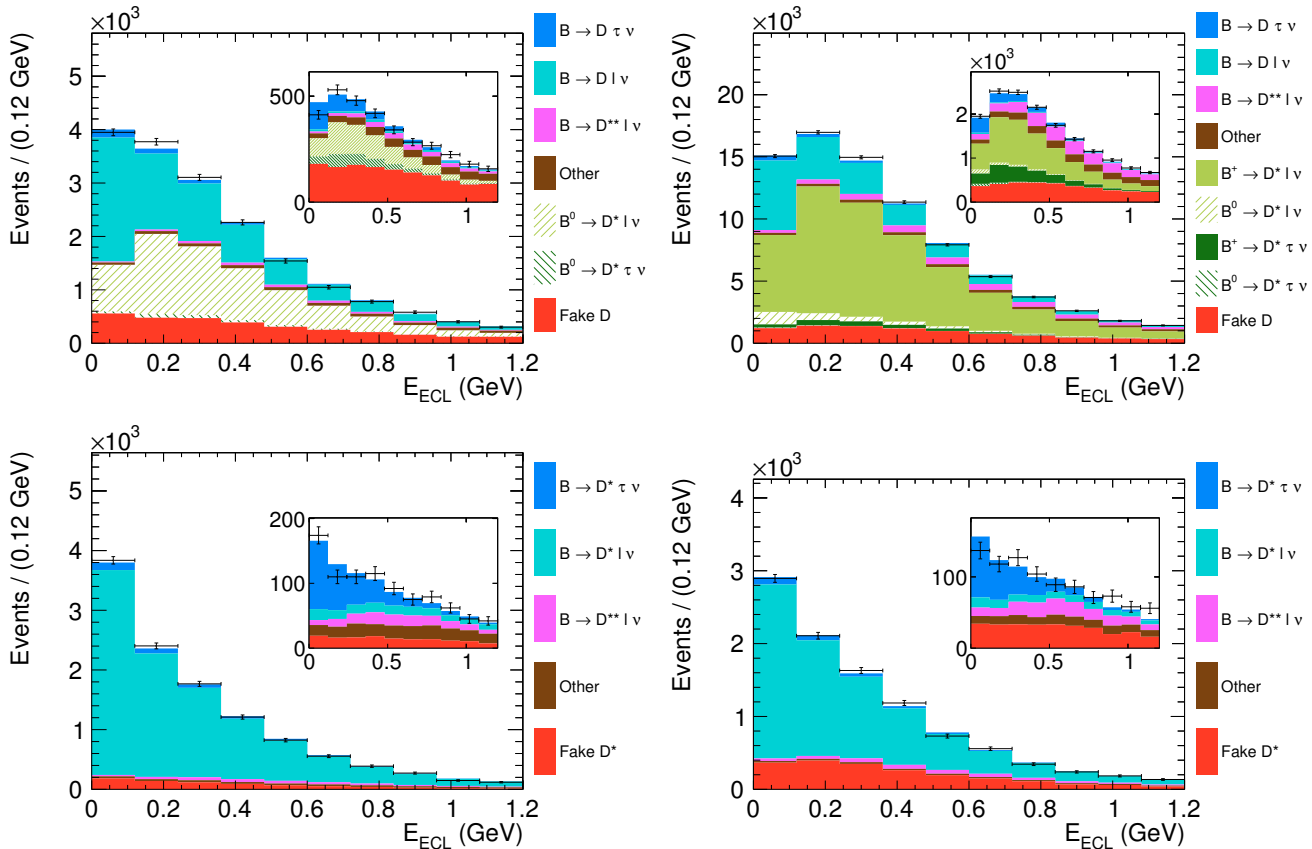 ×10³
Events / (0.12 GeV)
5
4
3
2
1
0
0 0.2 0.4 0.6 0.8 1 1.2
E_ECL (GeV)
500
0
0 0.5 1
B → D τ ν
B → D l ν
B → D** l ν
Other
B⁰ → D* l ν
B⁰ → D* τ ν
Fake D
×10³
Events / (0.12 GeV)
20
15
10
5000
0
0 0.2 0.4 0.6 0.8 1 1.2
E_ECL (GeV)
×10³
2
1000
0
0 0.5 1
B → D τ ν
B → D l ν
B → D** l ν
Other
B⁺ → D* l ν
B⁰ → D* l ν
B⁺ → D* τ ν
B⁰ → D* τ ν
Fake D
×10³
Events / (0.12 GeV)
5
4
3
2
1
0
0 0.2 0.4 0.6 0.8 1 1.2
E_ECL (GeV)
200
100
0
0 0.5 1
B → D* τ ν
B → D* l ν
B → D** l ν
Other
Fake D*
×10³
Events / (0.12 GeV)
4
3
2
1
0
0 0.2 0.4 0.6 0.8 1 1.2
E_ECL (GeV)
100
0
0 0.5 1
B → D* τ ν
B → D* l ν
B → D** l ν
Other
Fake D*